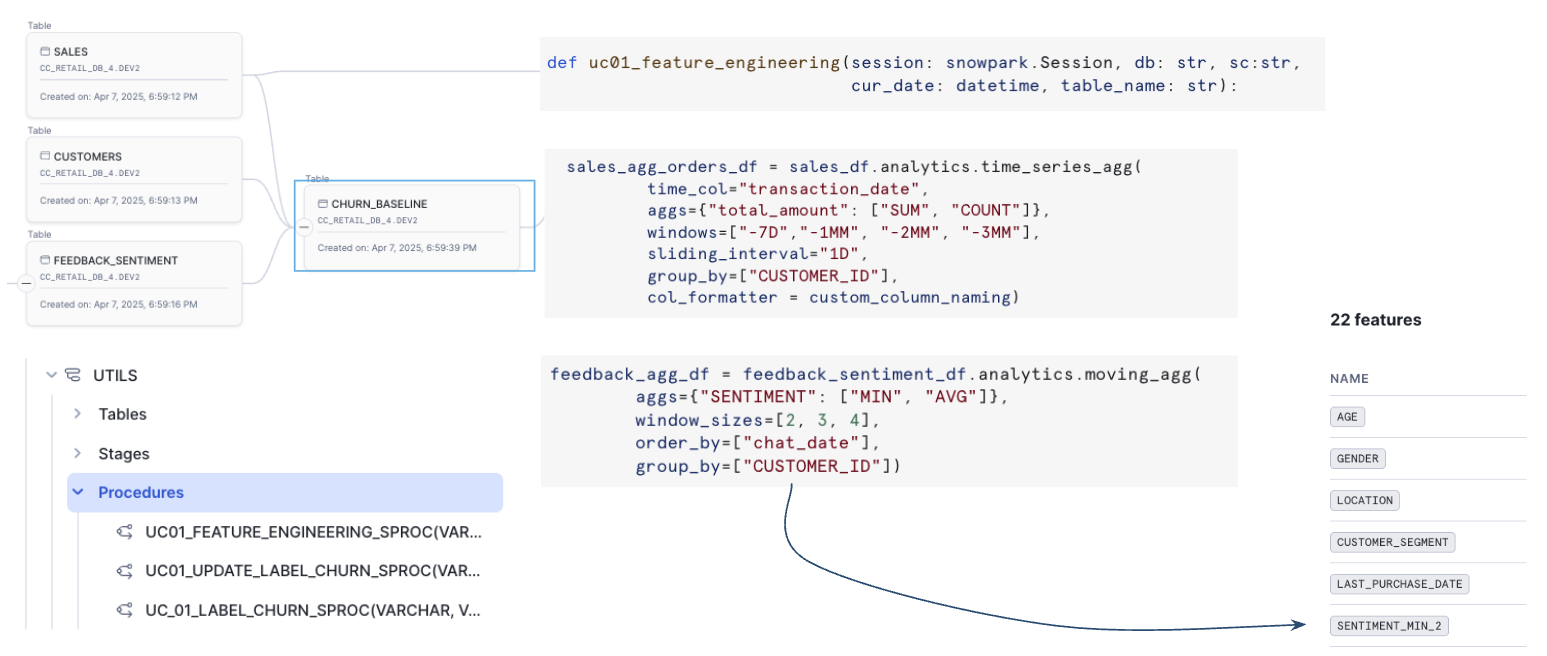 Table
SALES
CC_RETAIL_DB_4.DEV2
Created on: Apr 7, 2025, 6:59:12 PM
Table
CUSTOMERS
CC_RETAIL_DB_4.DEV2
Created on: Apr 7, 2025, 6:59:13 PM
Table
FEEDBACK_SENTIMENT
CC_RETAIL_DB_4.DEV2
Created on: Apr 7, 2025, 6:59:16 PM
Table
CHURN_BASELINE
CC_RETAIL_DB_4.DEV2
Created on: Apr 7, 2025, 6:59:39 PM
def uc01_feature_engineering(session: snowpark.Session, db: str, sc:str,
cur_date: datetime, table_name: str):
sales_agg_orders_df = sales_df.analytics.time_series_agg(
time_col="transaction_date",
aggs={"total_amount": ["SUM", "COUNT"]},
windows=["-7D","-1MM", "-2MM", "-3MM"],
sliding_interval="1D",
group_by=["CUSTOMER_ID"],
col_formatter = custom_column_naming)
feedback_agg_df = feedback_sentiment_df.analytics.moving_agg(
aggs={"SENTIMENT": ["MIN", "AVG"]},
window_sizes=[2, 3, 4],
order_by=["chat_date"],
group_by=["CUSTOMER_ID"])
UTILS
Tables
Stages
Procedures
UC01_FEATURE_ENGINEERING_SPROC(VAR...
UC01_UPDATE_LABEL_CHURN_SPROC(VAR...
UC_01_LABEL_CHURN_SPROC(VARCHAR, V...
22 features
NAME
AGE
GENDER
LOCATION
CUSTOMER_SEGMENT
LAST_PURCHASE_DATE
SENTIMENT_MIN_2